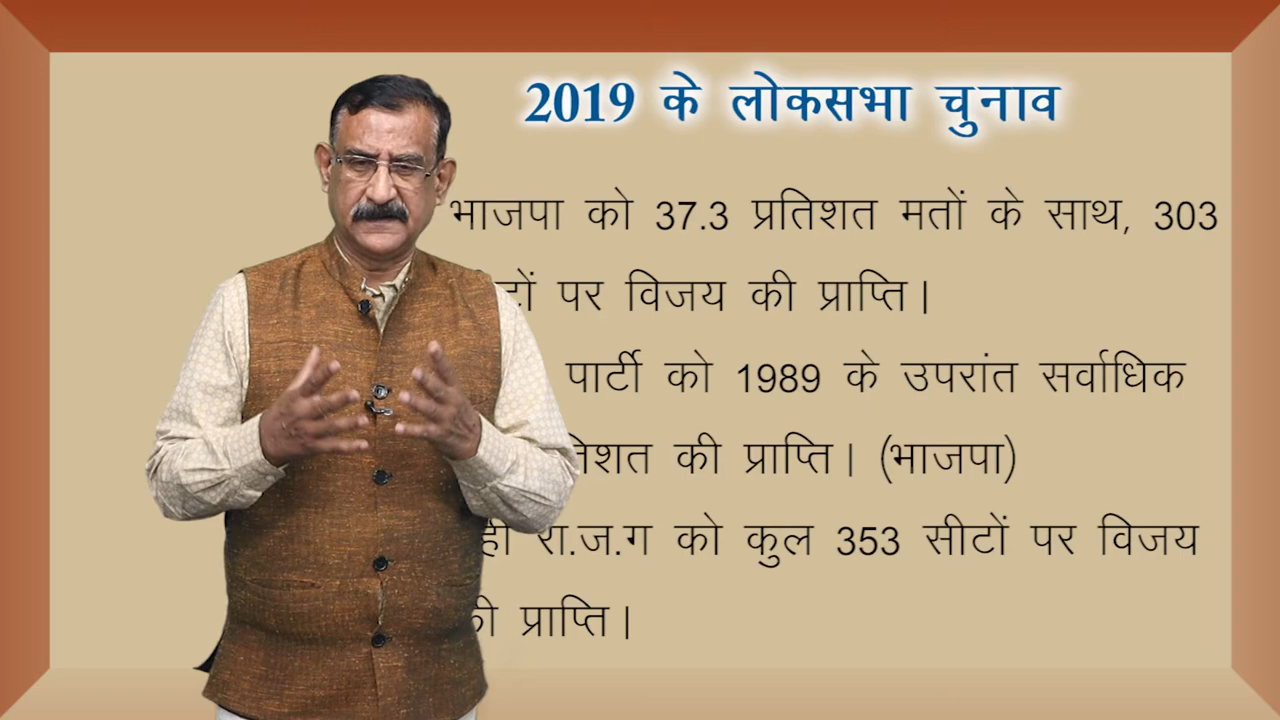 2019 के लोकसभा चुनाव
भाजपा को 37.3 प्रतिशत मतों के साथ, 303
पर विजय की प्राप्ति।
पार्टी को 1989 के उपरांत सर्वाधिक
की प्राप्ति। (भाजपा)
रा.ज.ग को कुल 353 सीटों पर विजय
प्राप्ति।